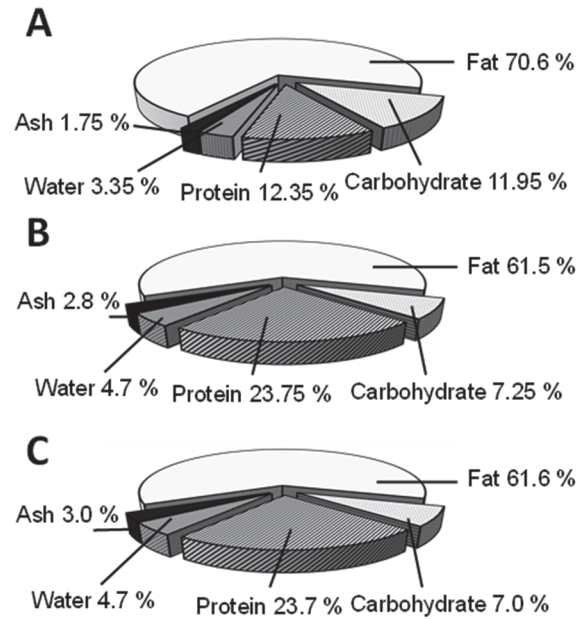 A
Fat 70.6 %
Ash 1.75 %
Water 3.35 %
Protein 12.35 %
Carbohydrate 11.95 %
B
Fat 61.5 %
Ash 2.8 %
Water 4.7 %
Protein 23.75 %
Carbohydrate 7.25 %
C
Fat 61.6 %
Ash 3.0 %
Water 4.7 %
Protein 23.7 %
Carbohydrate 7.0 %